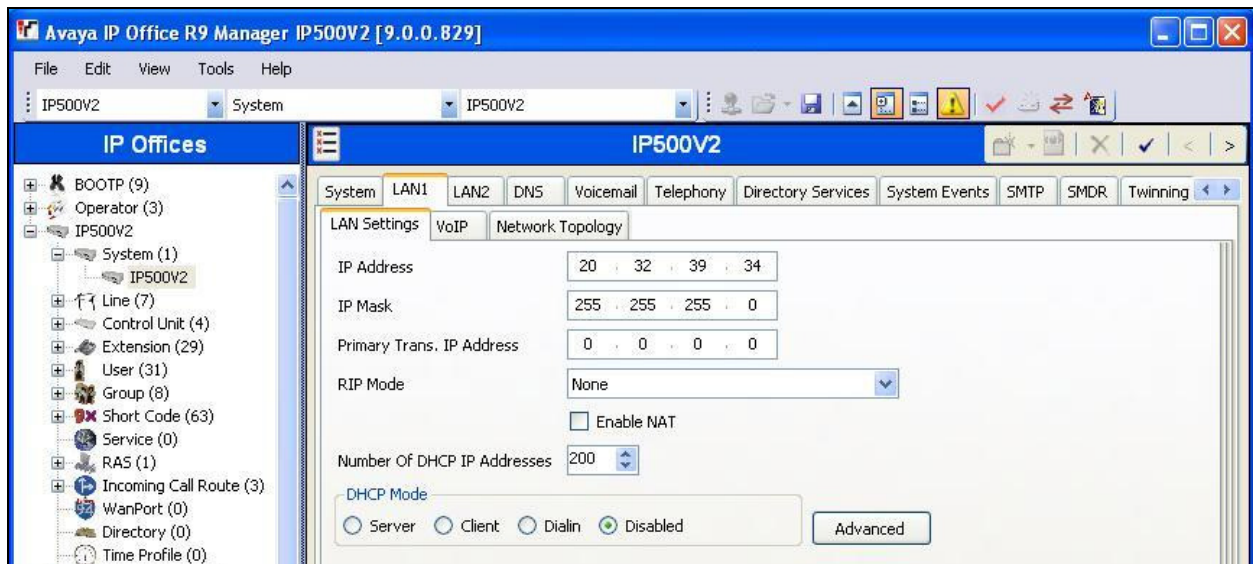 Avaya IP Office R9 Manager IP500V2 [9.0.0.829]
File Edit View Tools Help
IP500V2 System IP500V2
IP Offices
BOOTP (9)
Operator (3)
IP500V2
System (1)
IP500V2
Line (7)
Control Unit (4)
Extension (29)
User (31)
Group (8)
Short Code (63)
Service (0)
RAS (1)
Incoming Call Route (3)
WanPort (0)
Directory (0)
Time Profile (0)
IP500V2
System LAN1 LAN2 DNS Voicemail Telephony Directory Services System Events SMTP SMDR Twinning
LAN Settings VoIP Network Topology
IP Address 20 . 32 . 39 . 34
IP Mask 255 . 255 . 255 . 0
Primary Trans. IP Address 0 . 0 . 0 . 0
RIP Mode None
Enable NAT
Number Of DHCP IP Addresses 200
DHCP Mode
Server Client Dialin Disabled
Advanced